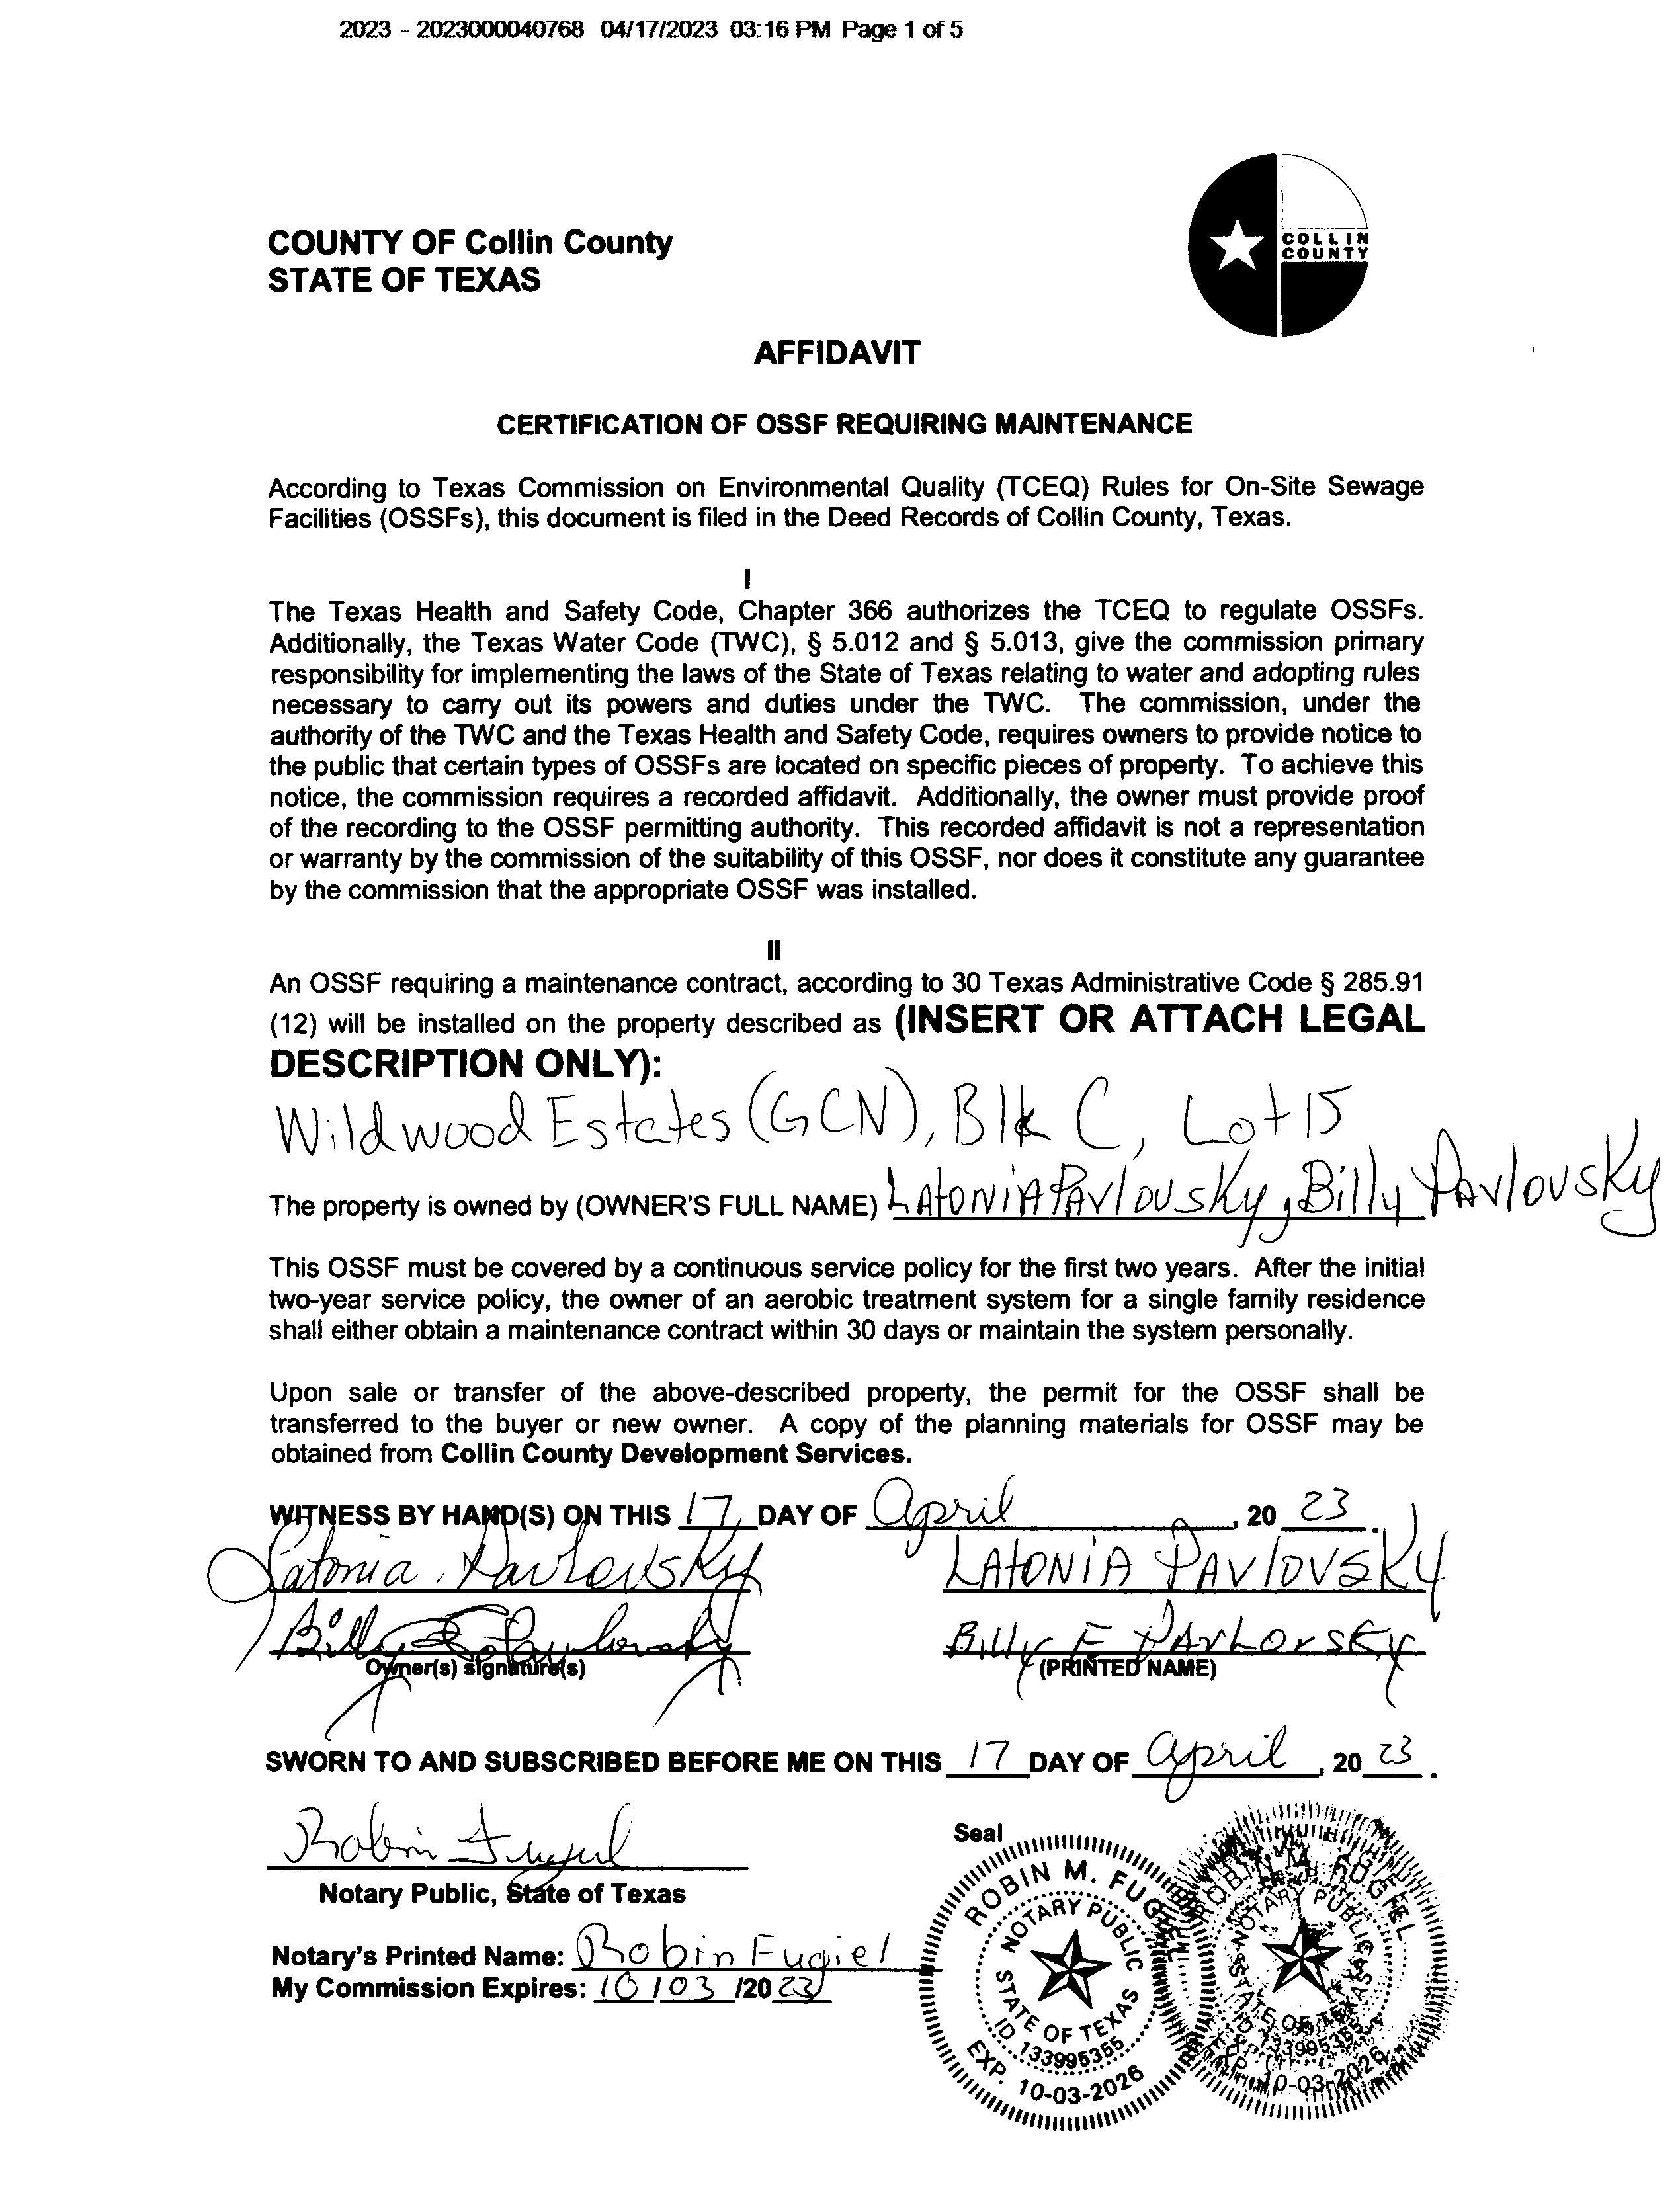 2023 - 2023000040768 04/17/2023 03:16 PM Page 1 of 5
COLLIN
COUNTY
COUNTY OF Collin County
STATE OF TEXAS
AFFIDAVIT
CERTIFICATION OF OSSF REQUIRING MAINTENANCE
According to Texas Commission on Environmental Quality (TCEQ) Rules for On-Site Sewage
Facilities (OSSFs), this document is filed in the Deed Records of Collin County, Texas.
I
The Texas Health and Safety Code, Chapter 366 authorizes the TCEQ to regulate OSSFs.
Additionally, the Texas Water Code (TWC), § 5.012 and § 5.013, give the commission primary
responsibility for implementing the laws of the State of Texas relating to water and adopting rules
necessary to carry out its powers and duties under the TWC. The commission, under the
authority of the TWC and the Texas Health and Safety Code, requires owners to provide notice to
the public that certain types of OSSFs are located on specific pieces of property. To achieve this
notice, the commission requires a recorded affidavit. Additionally, the owner must provide proof
of the recording to the OSSF permitting authority. This recorded affidavit is not a representation
or warranty by the commission of the suitability of this OSSF, nor does it constitute any guarantee
by the commission that the appropriate OSSF was installed.
II
An OSSF requiring a maintenance contract, according to 30 Texas Administrative Code § 285.91
(12) will be installed on the property described as (INSERT OR ATTACH LEGAL
DESCRIPTION ONLY):
Wildwood Estates (GCN), Blk C, Lot 15
The property is owned by (OWNER'S FULL NAME) LAtoNiA PAvlovsky, Billy PAvlovsky
This OSSF must be covered by a continuous service policy for the first two years. After the initial
two-year service policy, the owner of an aerobic treatment system for a single family residence
shall either obtain a maintenance contract within 30 days or maintain the system personally.
Upon sale or transfer of the above-described property, the permit for the OSSF shall be
transferred to the buyer or new owner. A copy of the planning materials for OSSF may be
obtained from Collin County Development Services.
WITNESS BY HAND(S) ON THIS 17 DAY OF April, 20 23.
Latonia Pavlovsky LAtoNiA PAvlovsky
Billy E Pavlovsky Billy E PAvLovsky
Owner(s) signature(s) (PRINTED NAME)
SWORN TO AND SUBSCRIBED BEFORE ME ON THIS 17 DAY OF April, 20 23.
Robin Fugiel
Notary Public, State of Texas
Notary's Printed Name: Robin Fugiel
My Commission Expires: 10/03/2023
Seal
ROBIN M. FUGIEL
NOTARY PUBLIC
STATE OF TEXAS
ID 133995355
EXP. 10-03-2026
ROBIN M. FUGIEL
NOTARY PUBLIC
STATE OF TEXAS
133995355
EXP. 10-03-2026